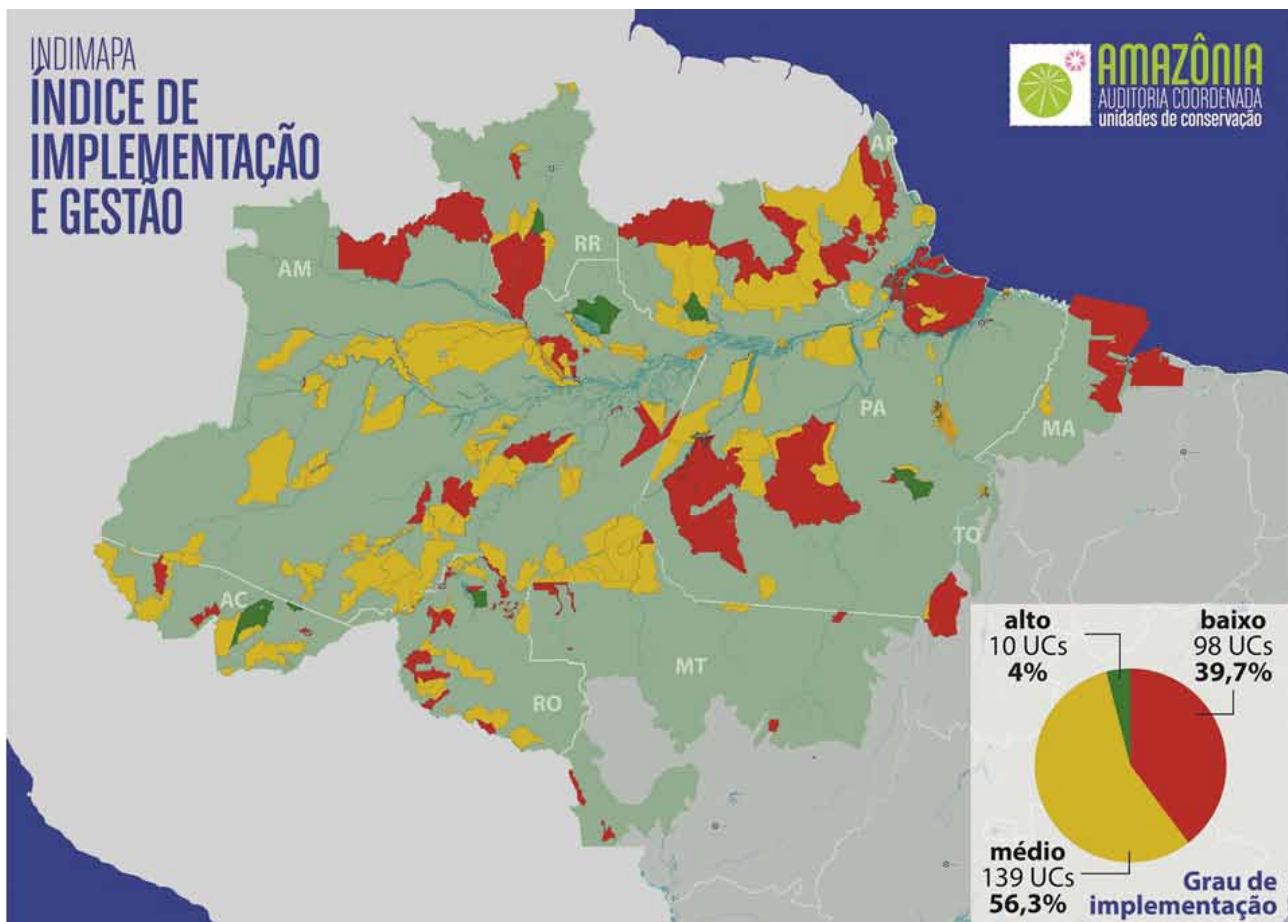 INDIMAPA
ÍNDICE DE
IMPLEMENTAÇÃO
E GESTÃO
AMAZÔNIA
AUDITORIA COORDENADA
unidades de conservação
AP
RR
AM
PA
MA
TO
AC
MT
RO
alto
10 UCs
4%
baixo
98 UCs
39,7%
médio
139 UCs
56,3%
Grau de
implementação